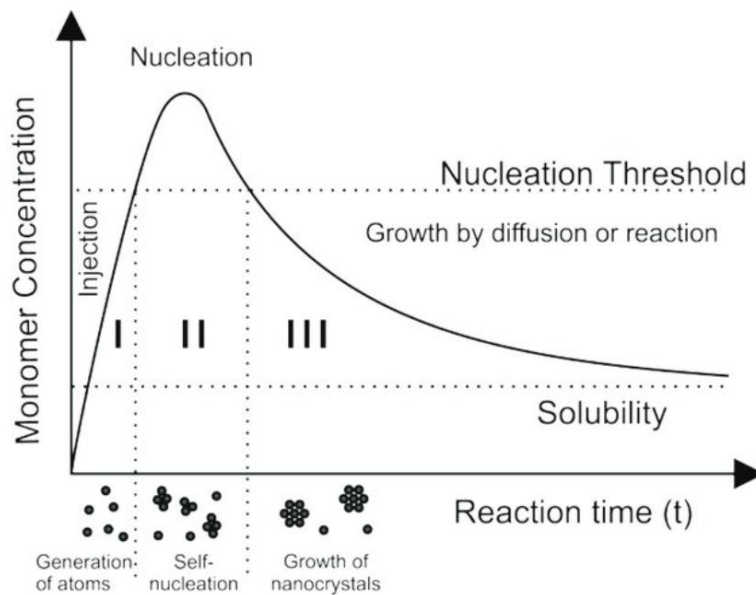 Nucleation
Nucleation Threshold
Growth by diffusion or reaction
Injection
Monomer Concentration
I
II
III
Solubility
Reaction time (t)
Generation
of atoms
Self-
nucleation
Growth of
nanocrystals